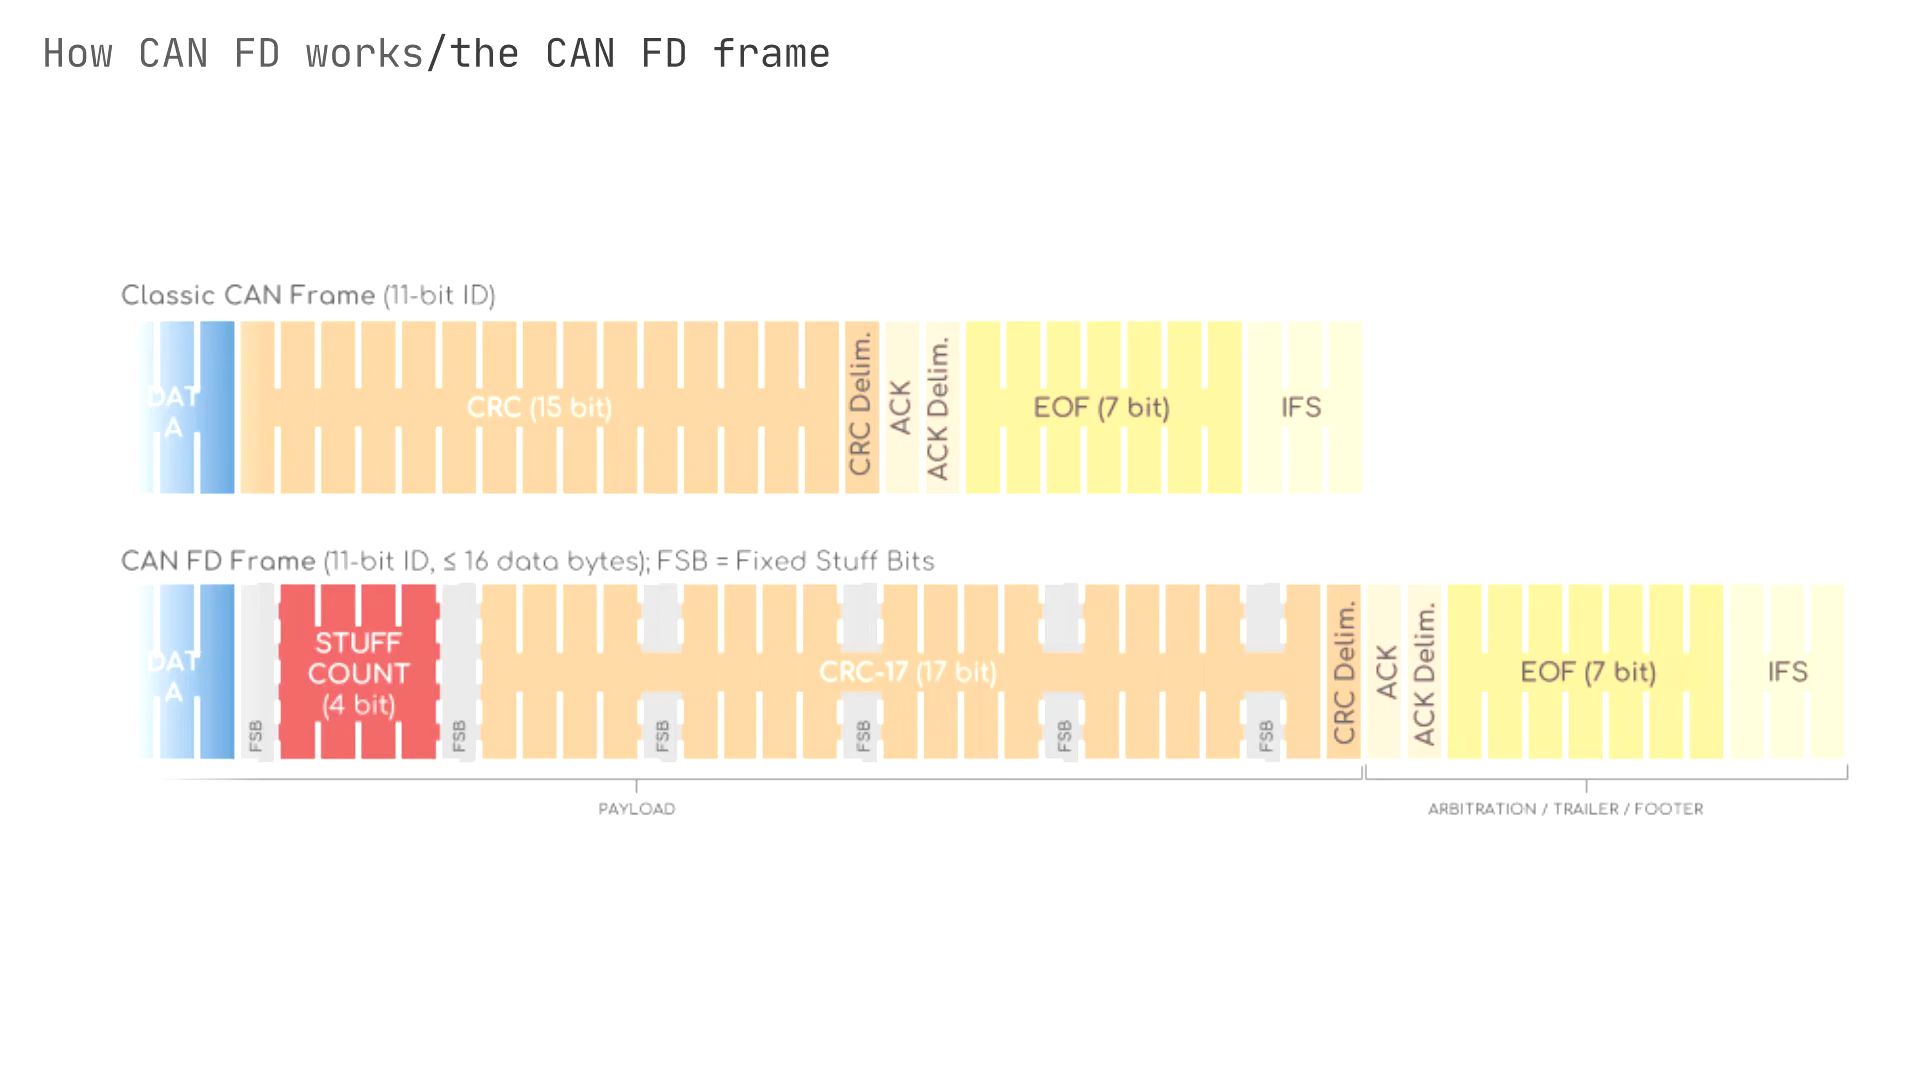 How CAN FD works/the CAN FD frame
Classic CAN Frame (11-bit ID)
DAT
A
CRC (15 bit)
CRC Delim.
ACK
ACK Delim.
EOF (7 bit)
IFS
CAN FD Frame (11-bit ID, ≤ 16 data bytes); FSB = Fixed Stuff Bits
DAT
A
FSB
STUFF
COUNT
(4 bit)
FSB
FSB
CRC-17 (17 bit)
FSB
FSB
FSB
CRC Delim.
ACK
ACK Delim.
EOF (7 bit)
IFS
PAYLOAD
ARBITRATION / TRAILER / FOOTER